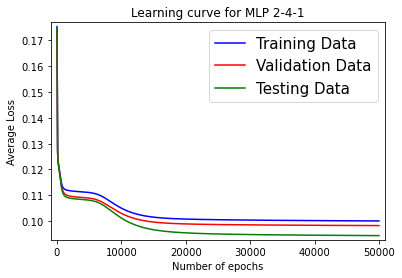 Learning curve for MLP 2-4-1
Training Data
Validation Data
Testing Data
Average Loss
0.17
0.16
0.15
0.14
0.13
0.12
0.11
0.10
0 10000 20000 30000 40000 50000
Number of epochs